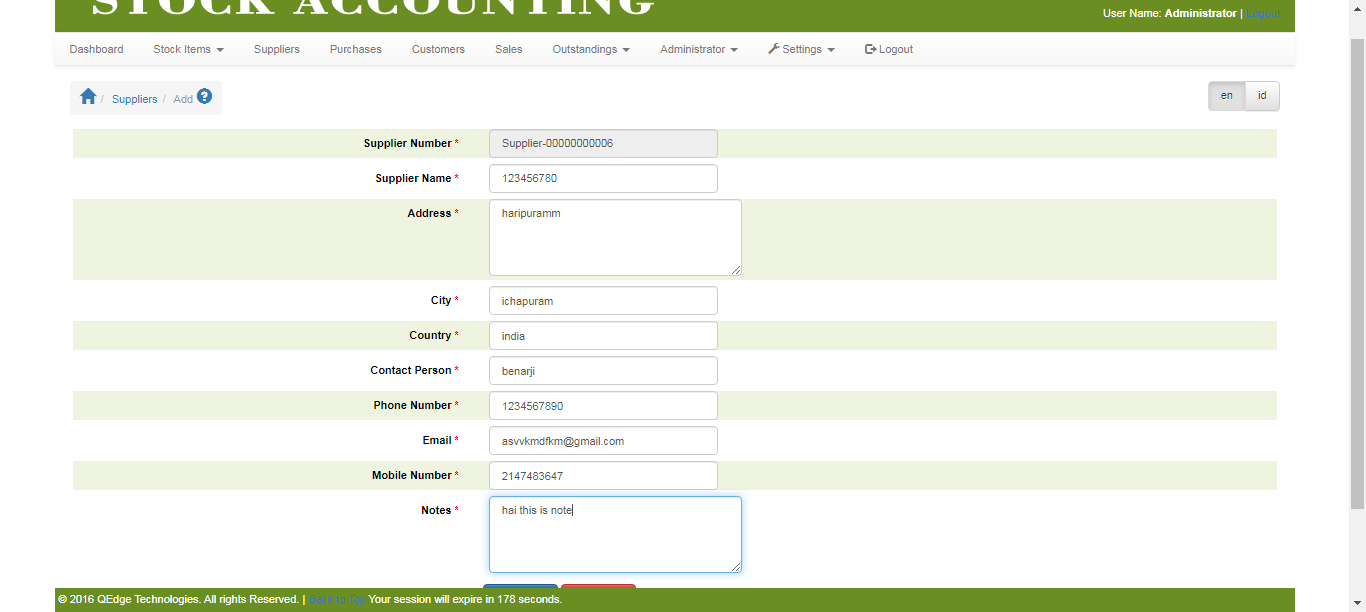 STOCK ACCOUNTING
User Name: Administrator | Logout
Dashboard Stock Items Suppliers Purchases Customers Sales Outstandings Administrator Settings Logout
/ Suppliers / Add ?
en id
Supplier Number * Supplier-00000000006
Supplier Name * 123456780
Address * haripuramm
City * ichapuram
Country * india
Contact Person * benarji
Phone Number * 1234567890
Email * asvvkmdfkm@gmail.com
Mobile Number * 2147483647
Notes * hai this is note
© 2016 QEdge Technologies. All rights Reserved. | Back to Top Your session will expire in 178 seconds.